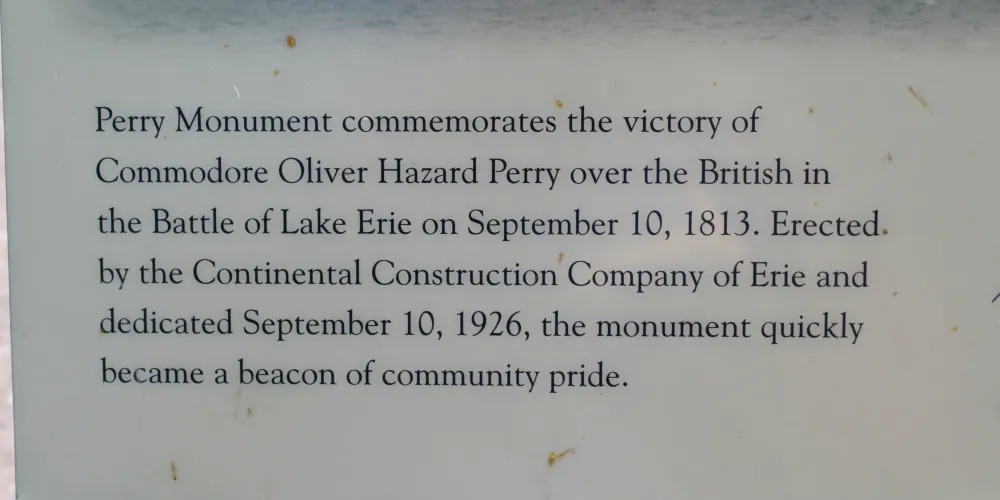 Perry Monument commemorates the victory of
Commodore Oliver Hazard Perry over the British in
the Battle of Lake Erie on September 10, 1813. Erected
by the Continental Construction Company of Erie and
dedicated September 10, 1926, the monument quickly
became a beacon of community pride.